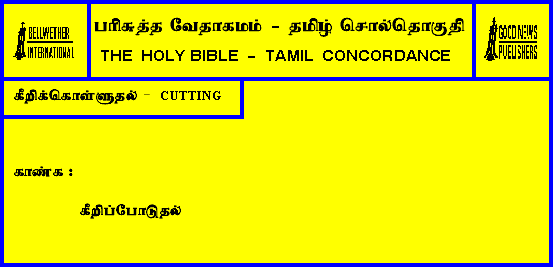 BELLWETHER
INTERNATIONAL
பரிசுத்த வேதாகமம் - தமிழ் சொல்தொகுதி
THE HOLY BIBLE - TAMIL CONCORDANCE
GOOD NEWS
PUBLISHERS
கீறிக்கொள்ளுதல் - CUTTING
காண்க :
கீறிப்போடுதல்